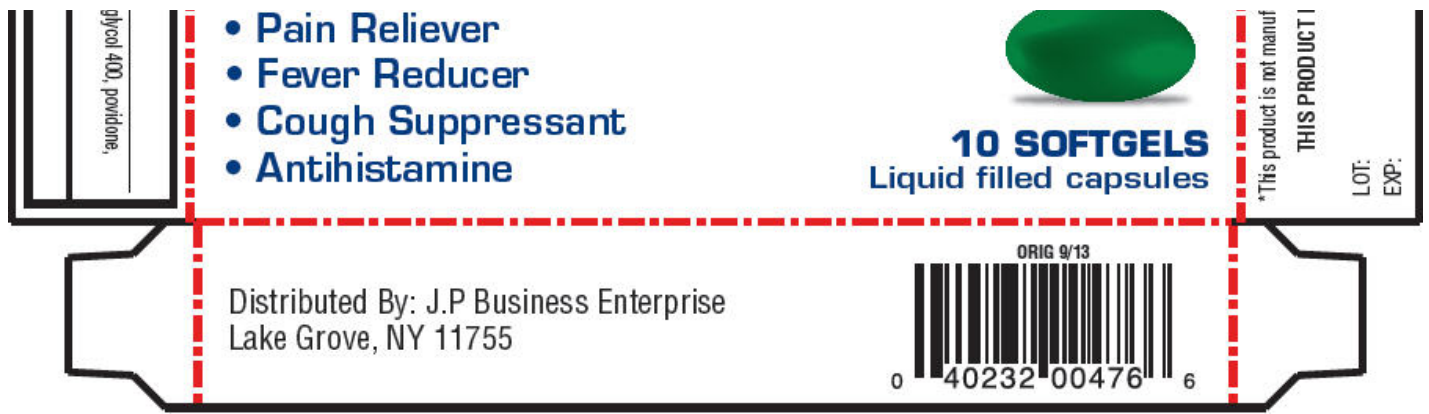 glycol 400, povidone,
• Pain Reliever
• Fever Reducer
• Cough Suppressant
• Antihistamine
10 SOFTGELS
Liquid filled capsules
*This product is not manuf
THIS PRODUCT
LOT:
EXP:
Distributed By: J.P Business Enterprise
Lake Grove, NY 11755
ORIG 9/13
0 40232 00476 6